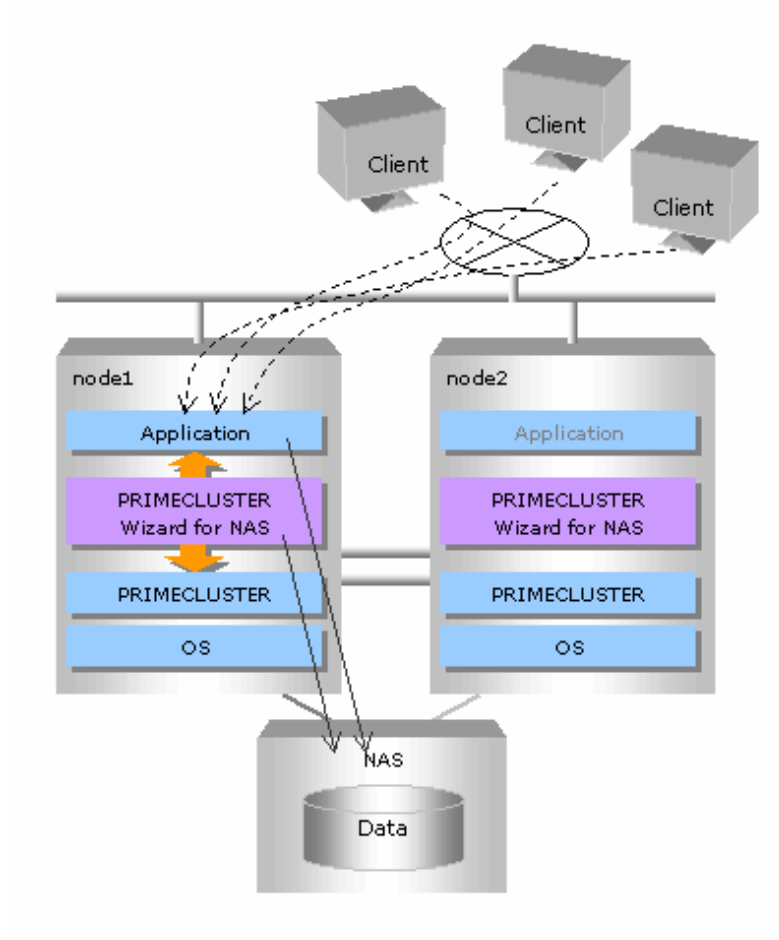 Client
Client
Client
node1
Application
PRIMECLUSTER
Wizard for NAS
PRIMECLUSTER
OS
node2
Application
PRIMECLUSTER
Wizard for NAS
PRIMECLUSTER
OS
NAS
Data